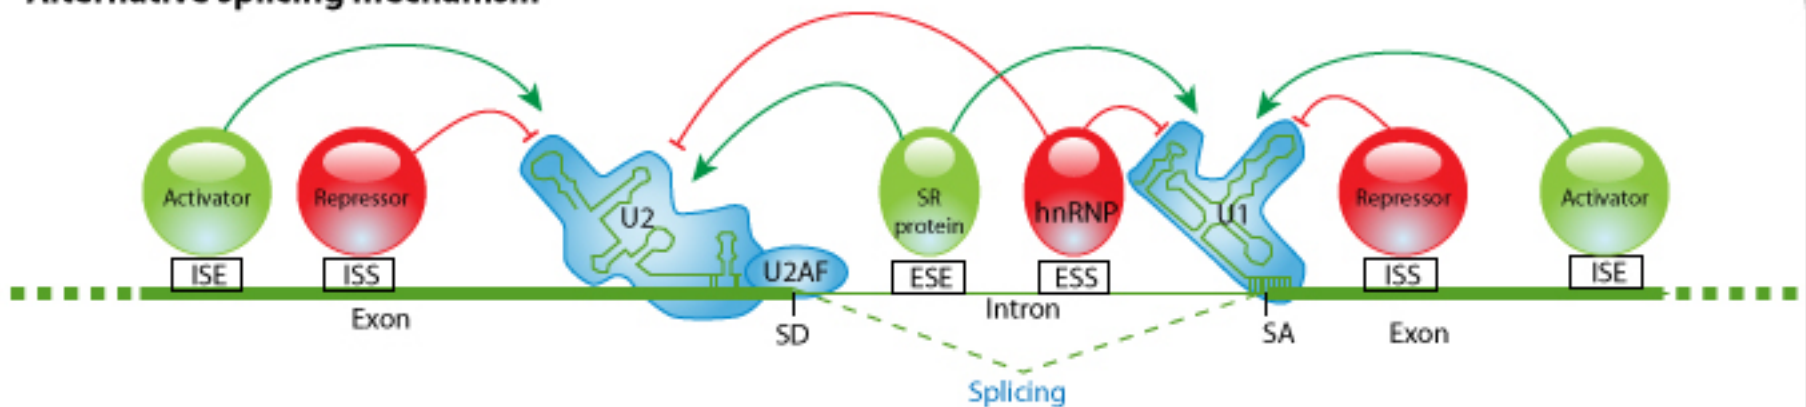 Alternative splicing mechanism
Activator
Repressor
U2
U2AF
SR
protein
hnRNP
U1
Repressor
Activator
ISE
ISS
ESE
ESS
ISS
ISE
Exon
SD
Intron
SA
Exon
Splicing